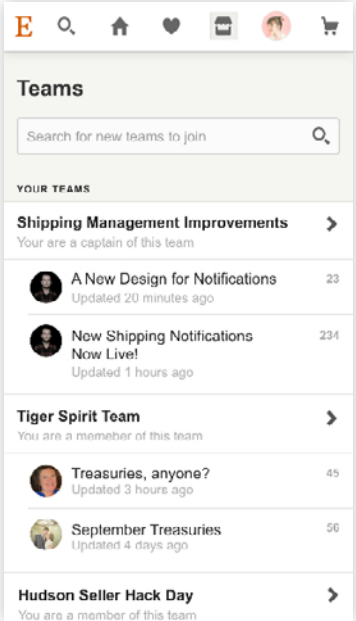 E
Teams
Search for new teams to join
YOUR TEAMS
Shipping Management Improvements
Your are a captain of this team
A New Design for Notifications
23
Updated 20 minutes ago
New Shipping Notifications
234
Now Live!
Updated 1 hours ago
Tiger Spirit Team
You are a memeber of this team
Treasuries, anyone?
45
Updated 3 hours ago
September Treasuries
56
Updated 4 days ago
Hudson Seller Hack Day
You are a member of this team